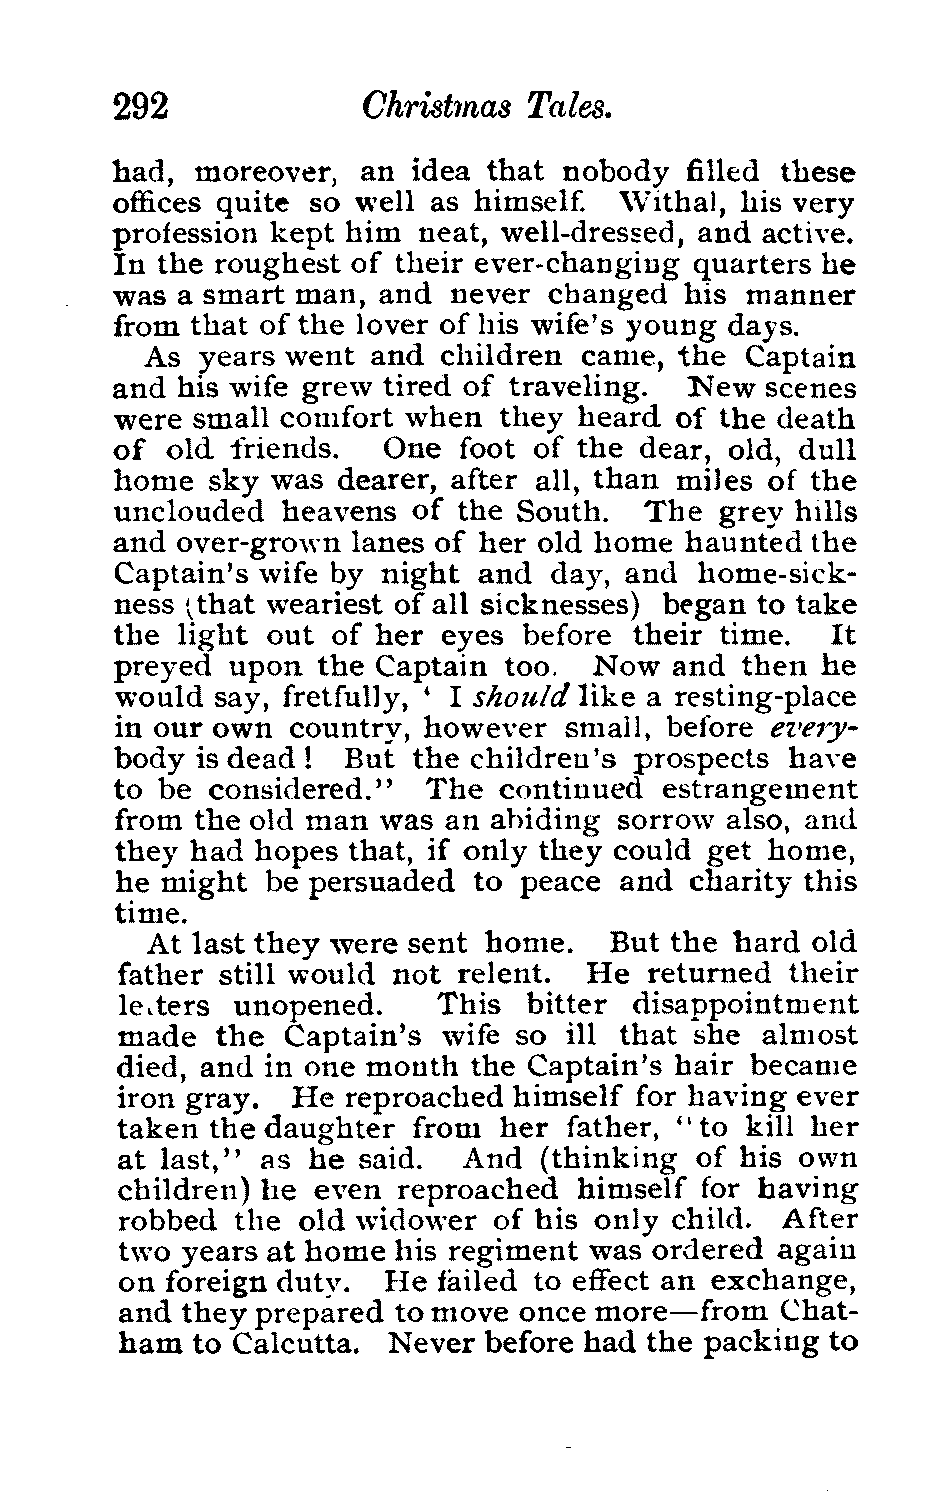 292 Christmas Tales.
had, moreover, an idea that nobody filled these
offices quite so well as himself. Withal, his very
profession kept him neat, well-dressed, and active.
In the roughest of their ever-changing quarters he
was a smart man, and never changed his manner
from that of the lover of his wife's young days.
As years went and children came, the Captain
and his wife grew tired of traveling. New scenes
were small comfort when they heard of the death
of old friends. One foot of the dear, old, dull
home sky was dearer, after all, than miles of the
unclouded heavens of the South. The grey hills
and over-grown lanes of her old home haunted the
Captain's wife by night and day, and home-sick-
ness (that weariest of all sicknesses) began to take
the light out of her eyes before their time. It
preyed upon the Captain too. Now and then he
would say, fretfully, ‘ I should like a resting-place
in our own country, however small, before every-
body is dead! But the children's prospects have
to be considered.” The continued estrangement
from the old man was an abiding sorrow also, and
they had hopes that, if only they could get home,
he might be persuaded to peace and charity this
time.
At last they were sent home. But the hard old
father still would not relent. He returned their
letters unopened. This bitter disappointment
made the Captain's wife so ill that she almost
died, and in one month the Captain's hair became
iron gray. He reproached himself for having ever
taken the daughter from her father, “to kill her
at last,” as he said. And (thinking of his own
children) he even reproached himself for having
robbed the old widower of his only child. After
two years at home his regiment was ordered again
on foreign duty. He failed to effect an exchange,
and they prepared to move once more—from Chat-
ham to Calcutta. Never before had the packing to